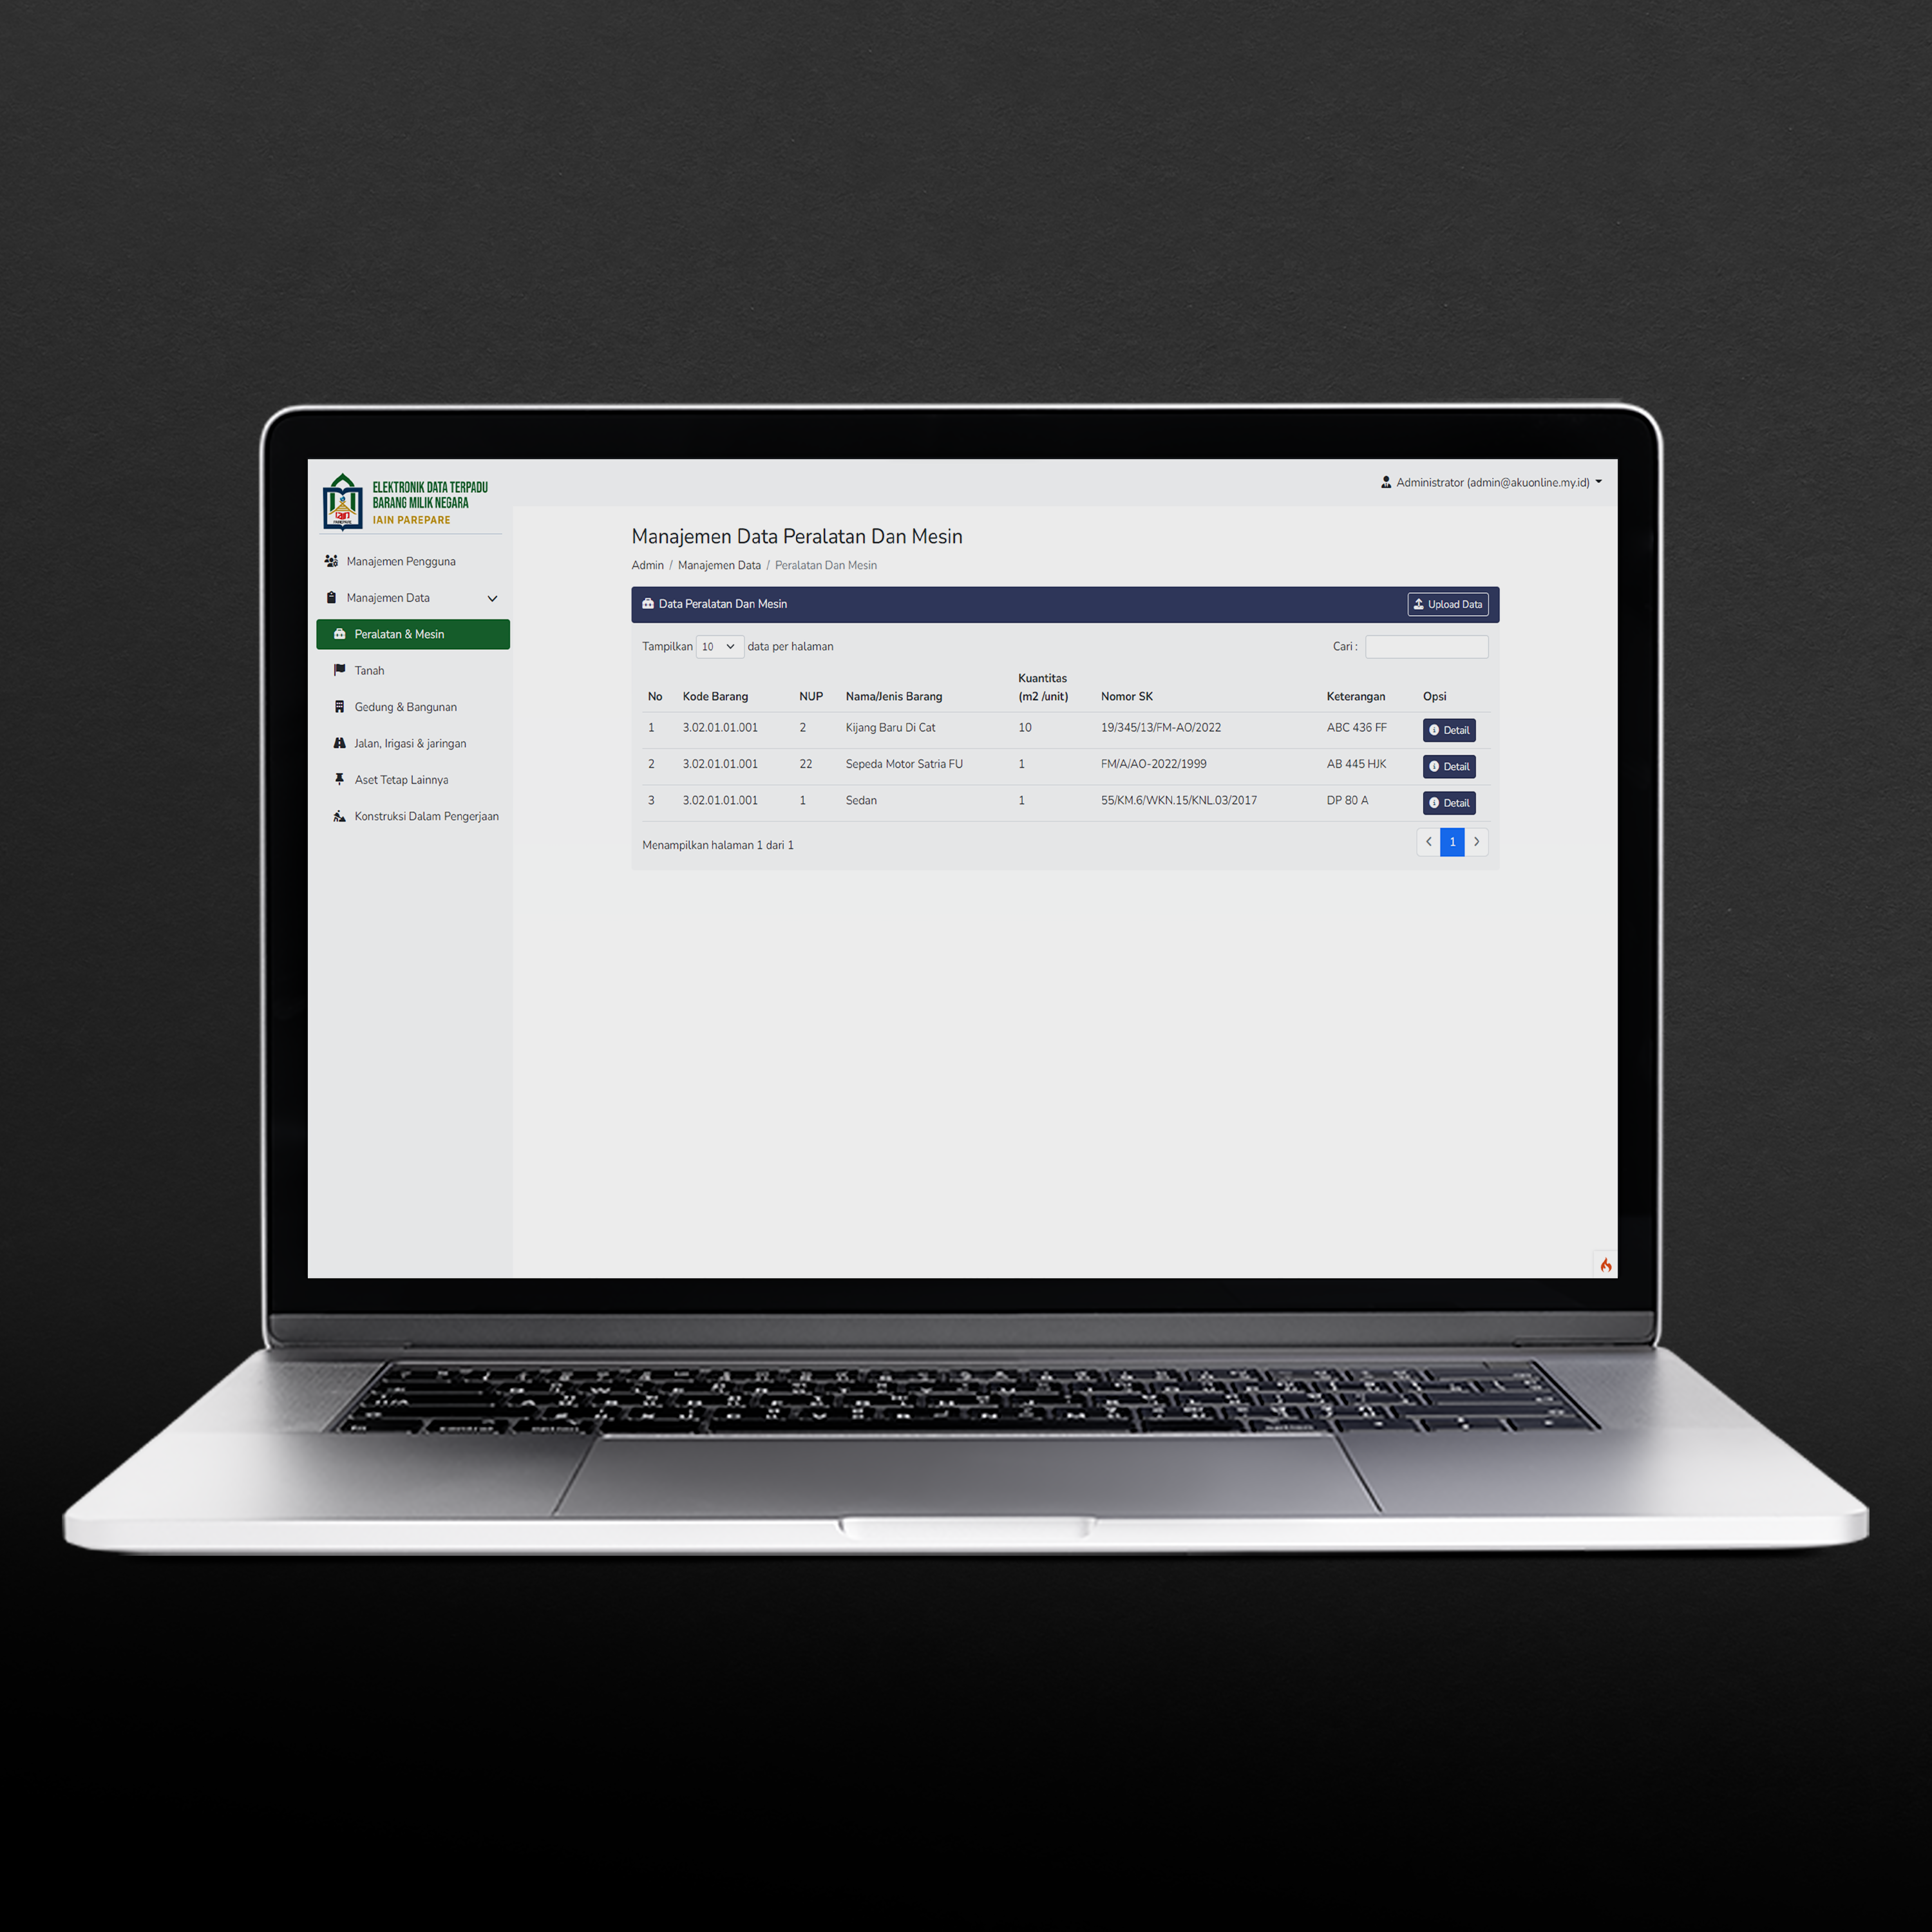 ELEKTRONIK DATA TERPADU
BARANG MILIK NEGARA
IAIN PAREPARE
Administrator (admin@akuonline.my.id)
Manajemen Pengguna
Manajemen Data
Peralatan & Mesin
Tanah
Gedung & Bangunan
Jalan, Irigasi & jaringan
Aset Tetap Lainnya
Konstruksi Dalam Pengerjaan
Manajemen Data Peralatan Dan Mesin
Admin / Manajemen Data / Peralatan Dan Mesin
Data Peralatan Dan Mesin Upload Data
Tampilkan 10 data per halaman Cari :
No Kode Barang NUP Nama/Jenis Barang Kuantitas (m2 /unit) Nomor SK Keterangan Opsi
1 3.02.01.01.001 2 Kijang Baru Di Cat 10 19/345/13/FM-AO/2022 ABC 436 FF Detail
2 3.02.01.01.001 22 Sepeda Motor Satria FU 1 FM/A/AO-2022/1999 AB 445 HJK Detail
3 3.02.01.01.001 1 Sedan 1 55/KM.6/WKN.15/KNL.03/2017 DP 80 A Detail
Menampilkan halaman 1 dari 1 1